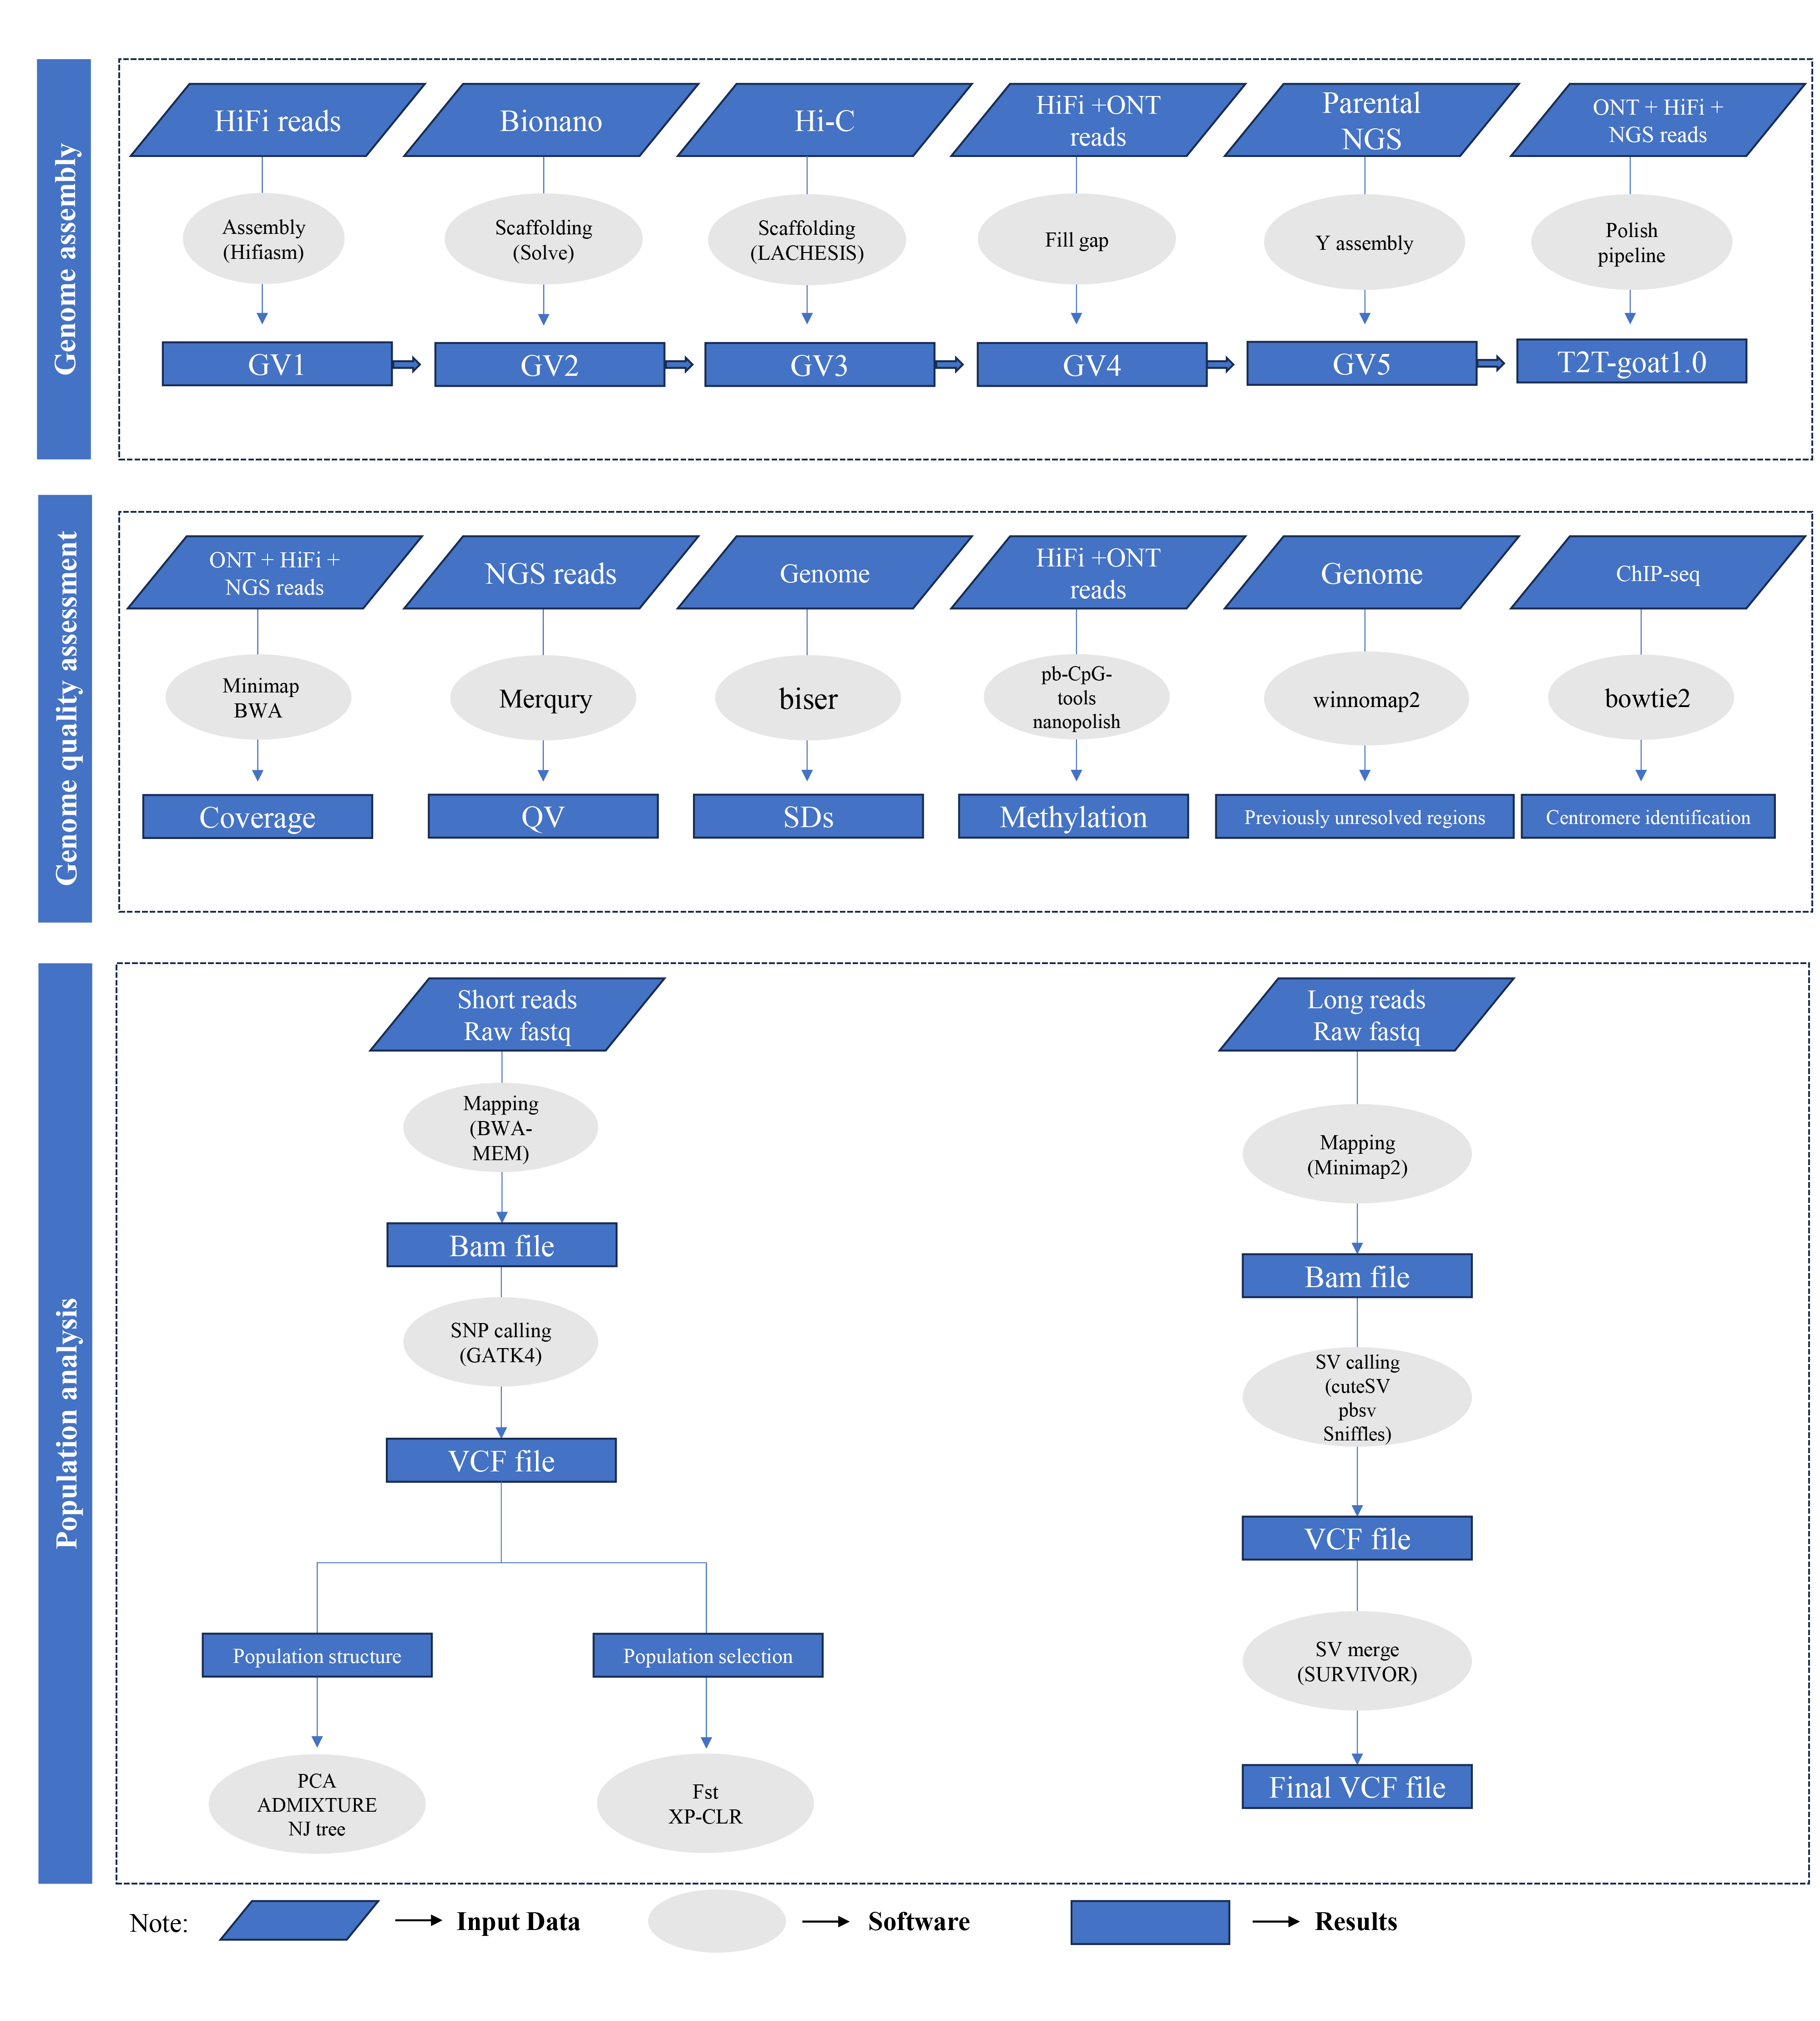 Genome assembly
HiFi reads
Bionano
Hi-C
HiFi +ONT
reads
Parental
NGS
ONT + HiFi +
NGS reads
Assembly
(Hifiasm)
Scaffolding
(Solve)
Scaffolding
(LACHESIS)
Fill gap
Y assembly
Polish
pipeline
GV1
GV2
GV3
GV4
GV5
T2T-goat1.0
Genome quality assessment
ONT + HiFi +
NGS reads
NGS reads
Genome
HiFi +ONT
reads
Genome
ChIP-seq
Minimap
BWA
Merqury
biser
pb-CpG-
tools
nanopolish
winnomap2
bowtie2
Coverage
QV
SDs
Methylation
Previously unresolved regions
Centromere identification
Population analysis
Short reads
Raw fastq
Mapping
(BWA-
MEM)
Bam file
SNP calling
(GATK4)
VCF file
Population structure
Population selection
PCA
ADMIXTURE
NJ tree
Fst
XP-CLR
Long reads
Raw fastq
Mapping
(Minimap2)
Bam file
SV calling
(cuteSV
pbsv
Sniffles)
VCF file
SV merge
(SURVIVOR)
Final VCF file
Note:
Input Data
Software
Results